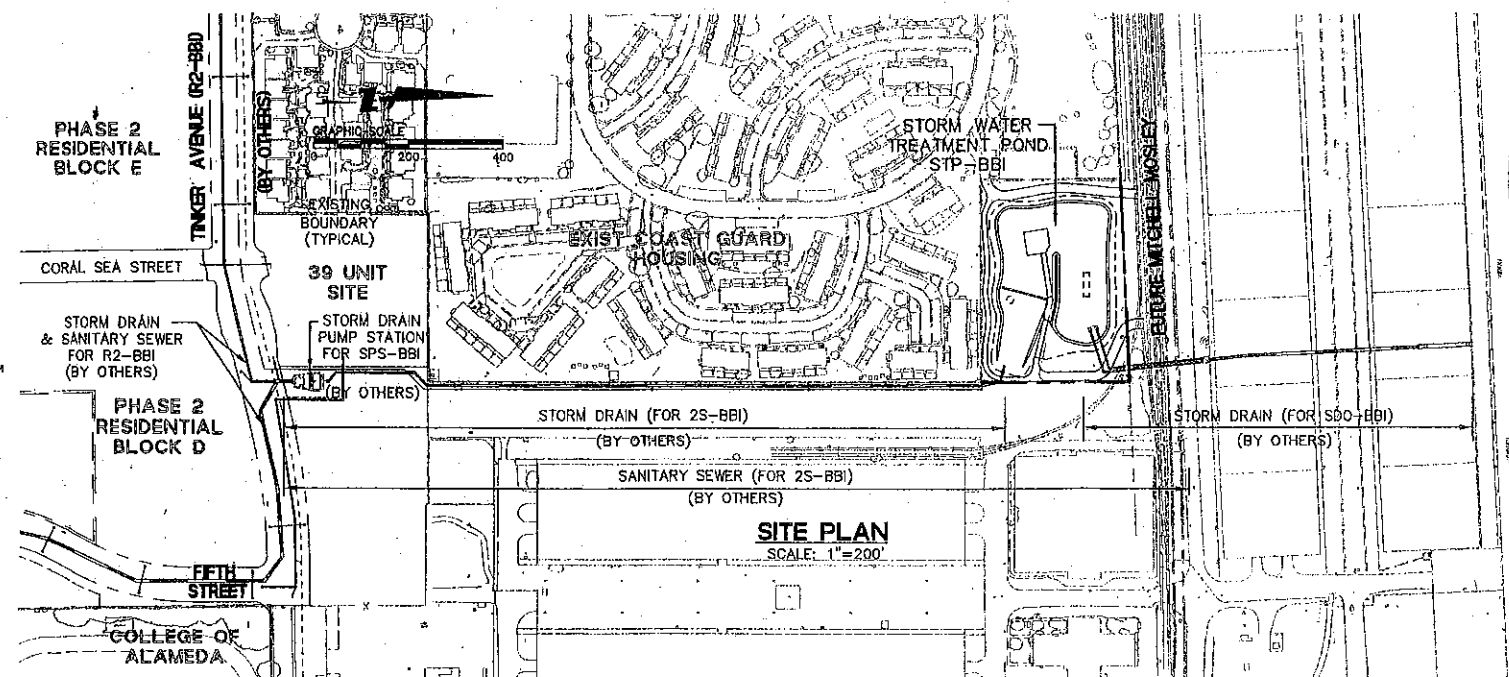 TINKER AVENUE (R2-BBI)
(BY OTHERS)
PHASE 2
RESIDENTIAL
BLOCK E
GRAPHIC SCALE
0 200 400
EXISTING
BOUNDARY
(TYPICAL)
STORM WATER
TREATMENT POND
STP-BBI
FUTURE MITCHELL MOSLEY
EXIST COAST GUARD
HOUSING
CORAL SEA STREET
39 UNIT
SITE
STORM DRAIN
& SANITARY SEWER
FOR R2-BBI
(BY OTHERS)
STORM DRAIN
PUMP STATION
FOR SPS-BBI
(BY OTHERS)
PHASE 2
RESIDENTIAL
BLOCK D
STORM DRAIN (FOR 2S-BBI)
(BY OTHERS)
STORM DRAIN (FOR SDO-BBI)
(BY OTHERS)
SANITARY SEWER (FOR 2S-BBI)
(BY OTHERS)
SITE PLAN
SCALE: 1"=200'
FIFTH
STREET
COLLEGE OF
ALAMEDA